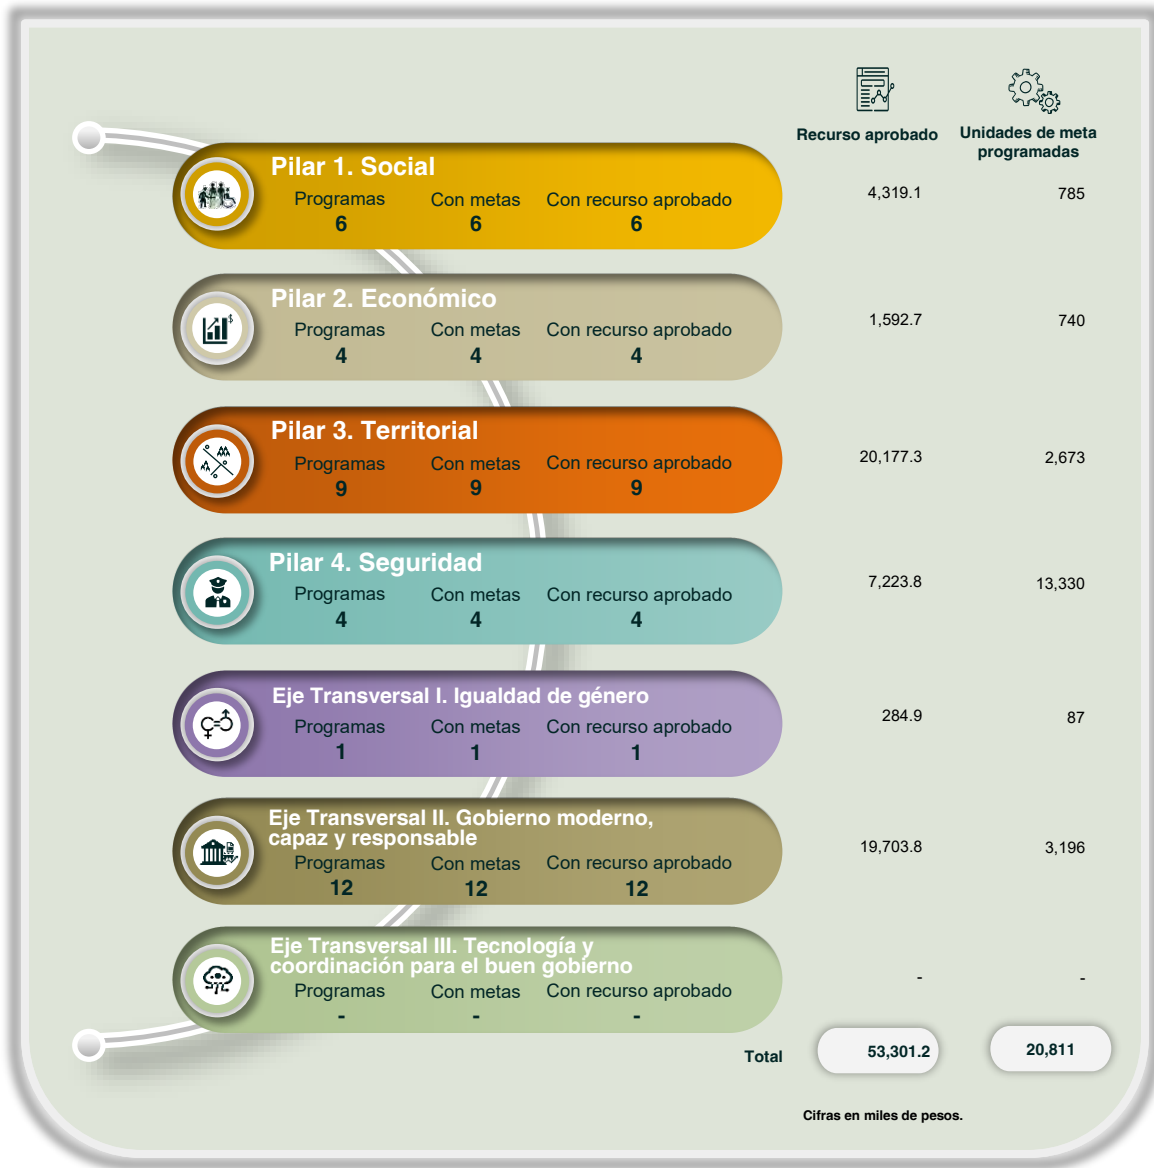 Recurso aprobado
Unidades de meta
programadas
Pilar 1. Social
Programas Con metas Con recurso aprobado
6 6 6
4,319.1 785
Pilar 2. Económico
Programas Con metas Con recurso aprobado
4 4 4
1,592.7 740
Pilar 3. Territorial
Programas Con metas Con recurso aprobado
9 9 9
20,177.3 2,673
Pilar 4. Seguridad
Programas Con metas Con recurso aprobado
4 4 4
7,223.8 13,330
Eje Transversal I. Igualdad de género
Programas Con metas Con recurso aprobado
1 1 1
284.9 87
Eje Transversal II. Gobierno moderno,
capaz y responsable
Programas Con metas Con recurso aprobado
12 12 12
19,703.8 3,196
Eje Transversal III. Tecnología y
coordinación para el buen gobierno
Programas Con metas Con recurso aprobado
- - -
- -
Total 53,301.2 20,811
Cifras en miles de pesos.